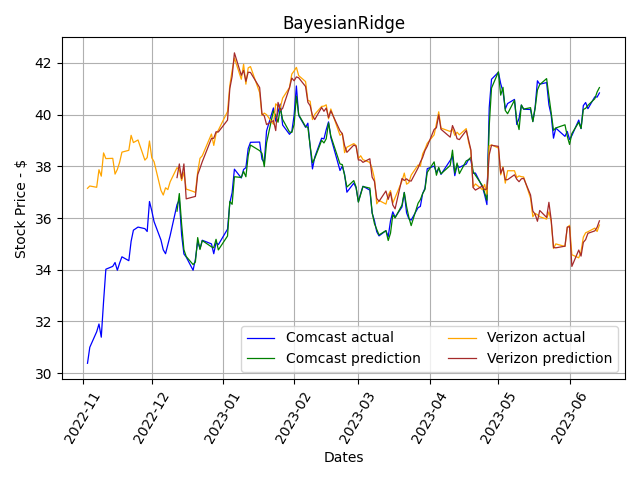 BayesianRidge
Stock Price - $
42
40
38
36
34
32
30
Comcast actual
Comcast prediction
Verizon actual
Verizon prediction
2022-11
2022-12
2023-01
2023-02
2023-03
2023-04
2023-05
2023-06
Dates